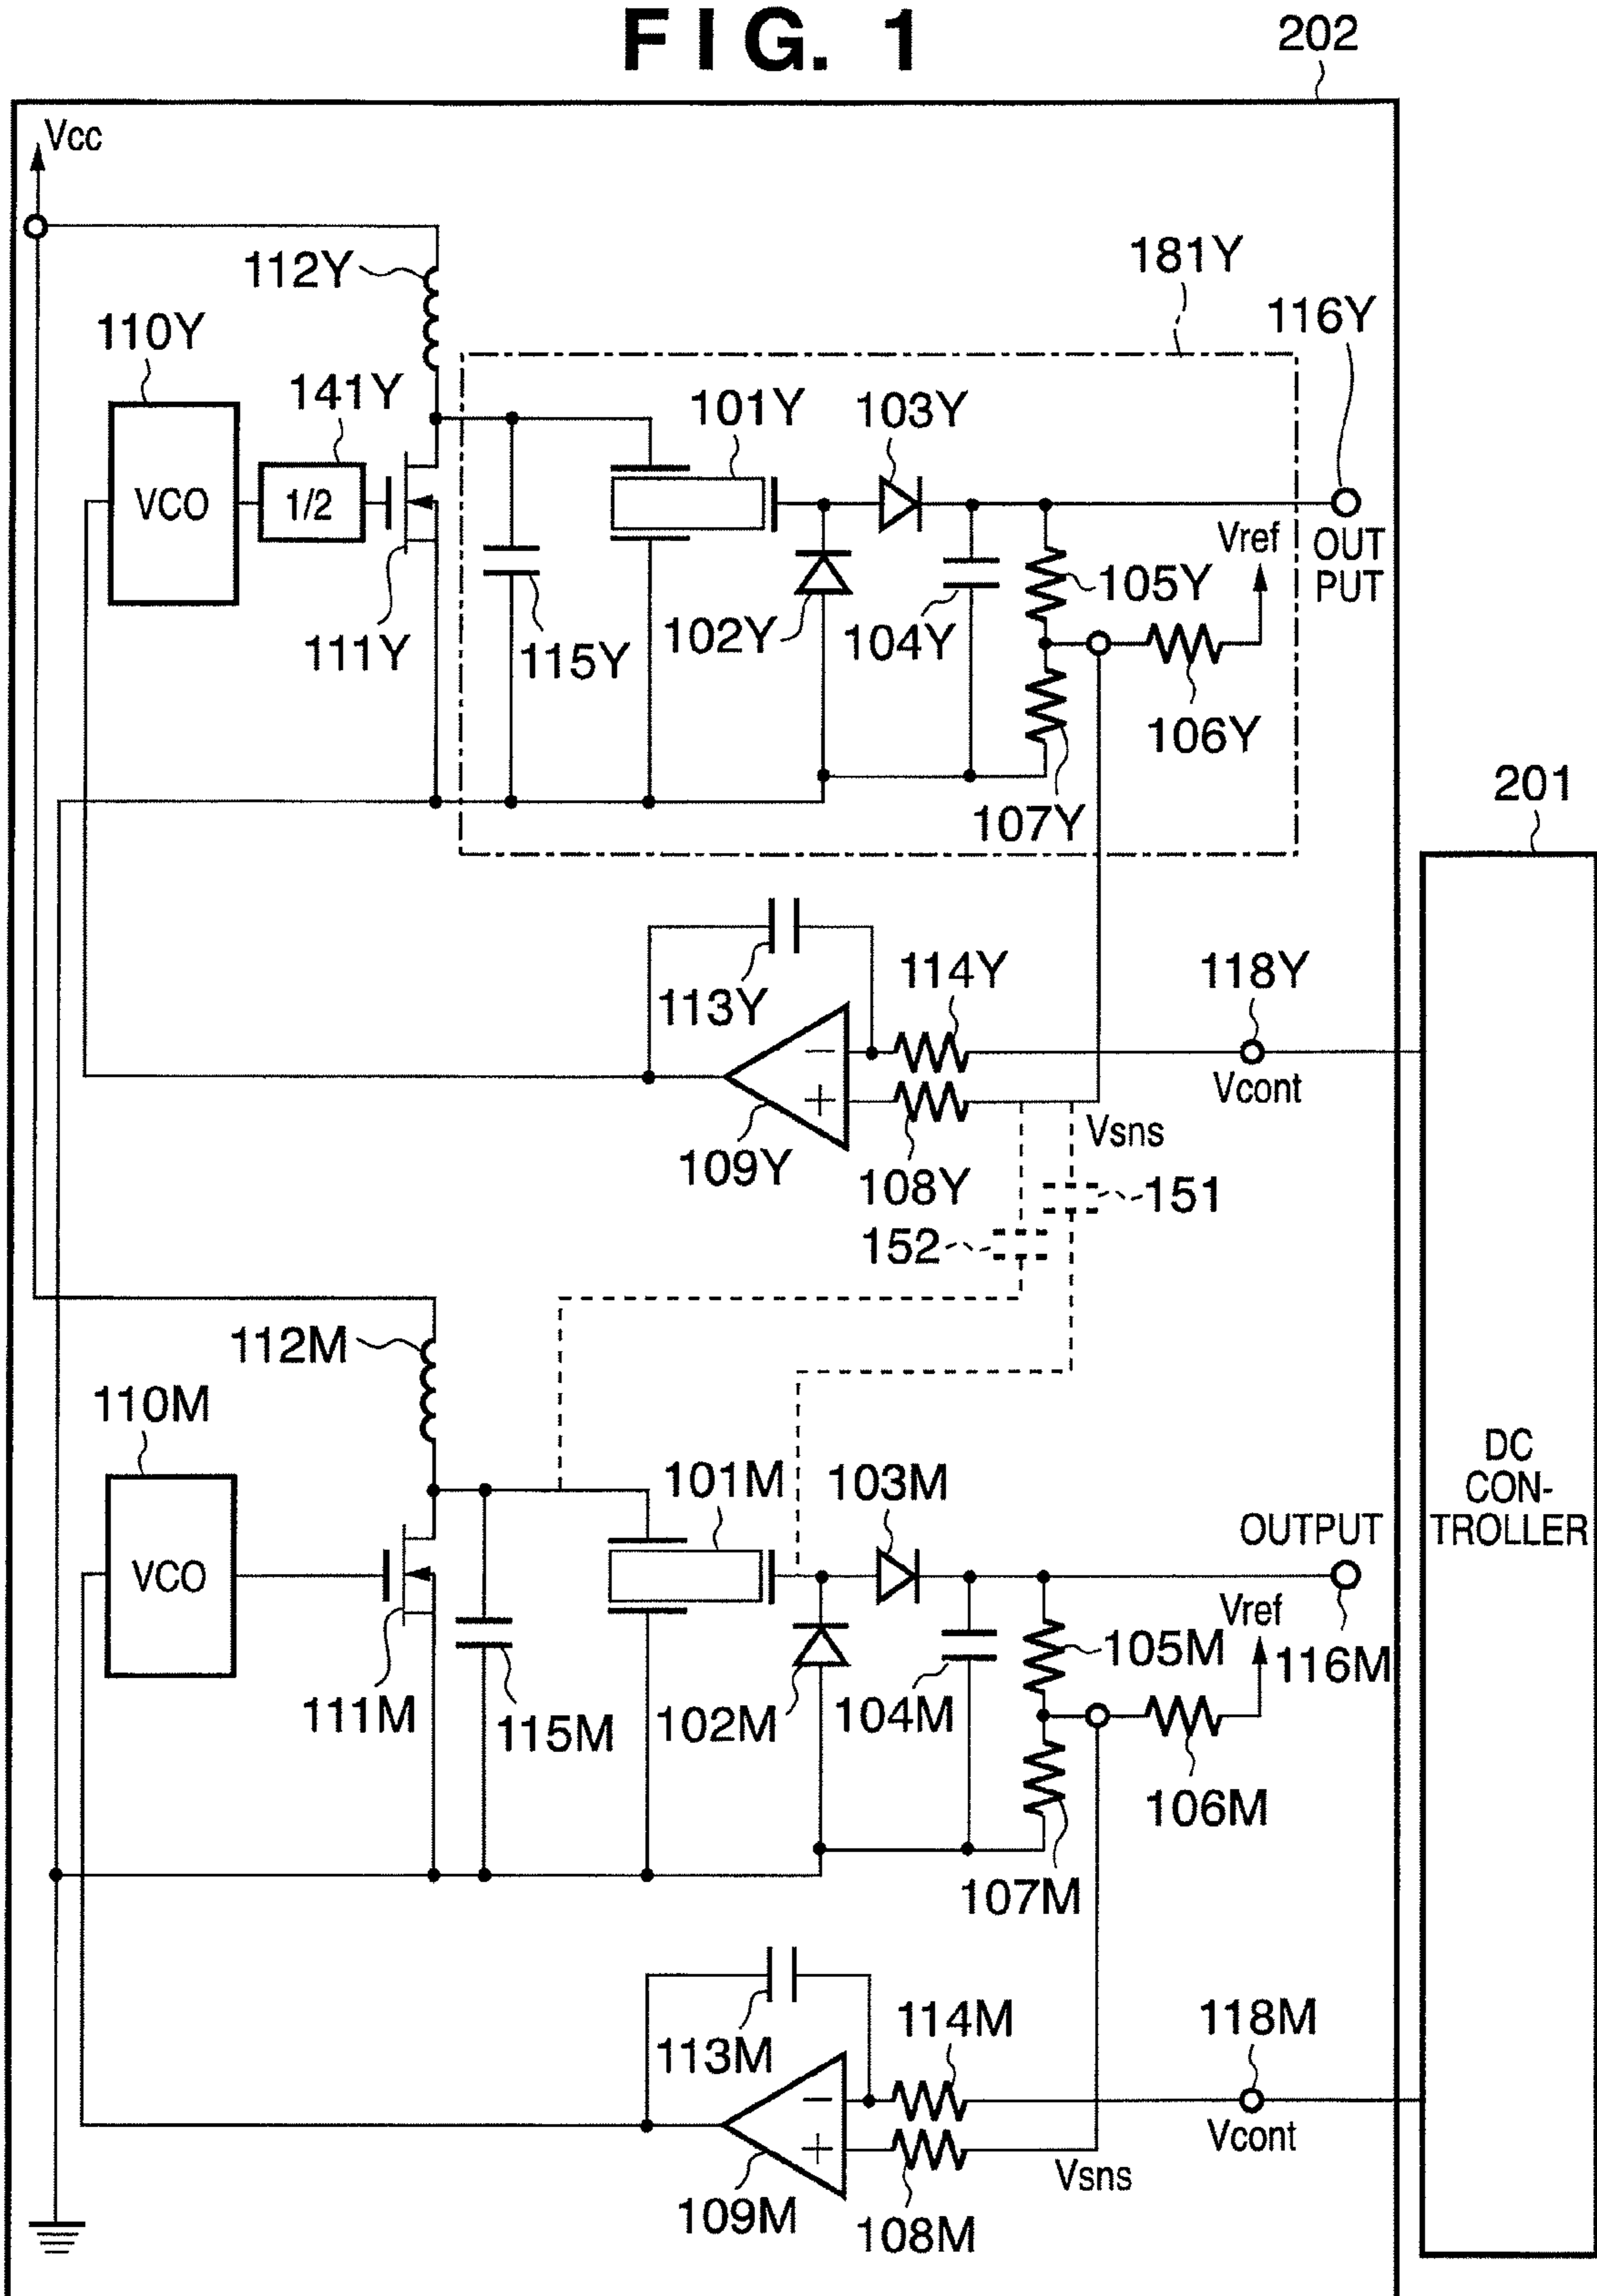 FIG. 1
202
Vcc
112Y
181Y
116Y
110Y
141Y
101Y
103Y
VCO
1/2
Vref
OUT
PUT
105Y
111Y
115Y
102Y
104Y
106Y
107Y
201
113Y
114Y
118Y
−
+
Vcont
Vsns
109Y
108Y
151
152
112M
110M
DC
CON-
TROLLER
101M
103M
OUTPUT
VCO
Vref
105M
116M
111M
115M
102M
104M
106M
107M
113M
114M
118M
−
+
Vcont
Vsns
109M
108M